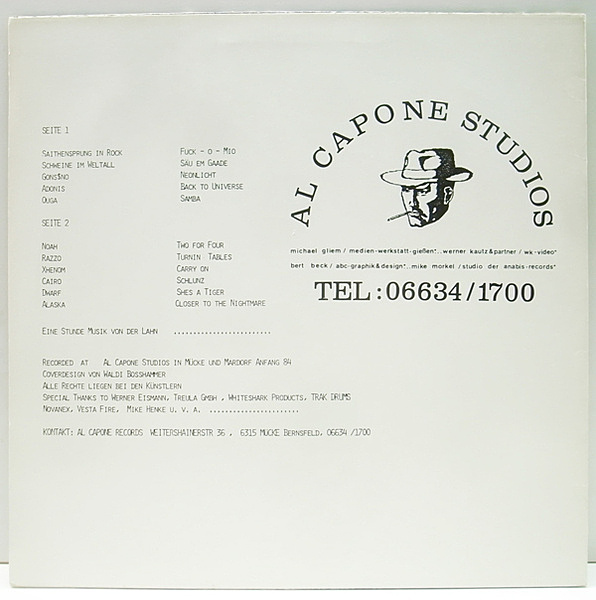 AL CAPONE STUDIOS
SEITE 1
SAITHENSPRUNG IN ROCK FUCK - O - MIO
SCHWEINE IM WELTALL SÄU EM GAADE
GONS$NO NEONLICHT
ADONIS BACK TO UNIVERSE
OUGA SAMBA
SEITE 2
NOAH TWO FOR FOUR
RAZZO TURNIN TABLES
XHENOM CARRY ON
CAIRO SCHLUNZ
DWARF SHES A TIGER
ALASKA CLOSER TO THE NIGHTMARE
michael gliem / medien-werkstatt-gießen"...werner kautz&partner / wk-video"
bert beck / abc-graphik&design"...mike morkel / studio der anabis-records"
TEL:06634/1700
EINE STUNDE MUSIK VON DER LAHN ........................
RECORDED AT AL CAPONE STUDIOS IN MÜCKE UND MARDORF ANFANG 84
COVERDESIGN VON WALDI BOSSHAMMER
ALLE RECHTE LIEGEN BEI DEN KÜNSTLERN
SPECIAL THANKS TO WERNER EISMANN, TREULA GMBH , WHITESHARK PRODUCTS, TRAK DRUMS
NOVANEX, VESTA FIRE, MIKE HENKE U. V. A. ......................
KONTAKT: AL CAPONE RECORDS WEITERSHAINERSTR 36 , 6315 MÜCKE BERNSFELD, 06634 /1700